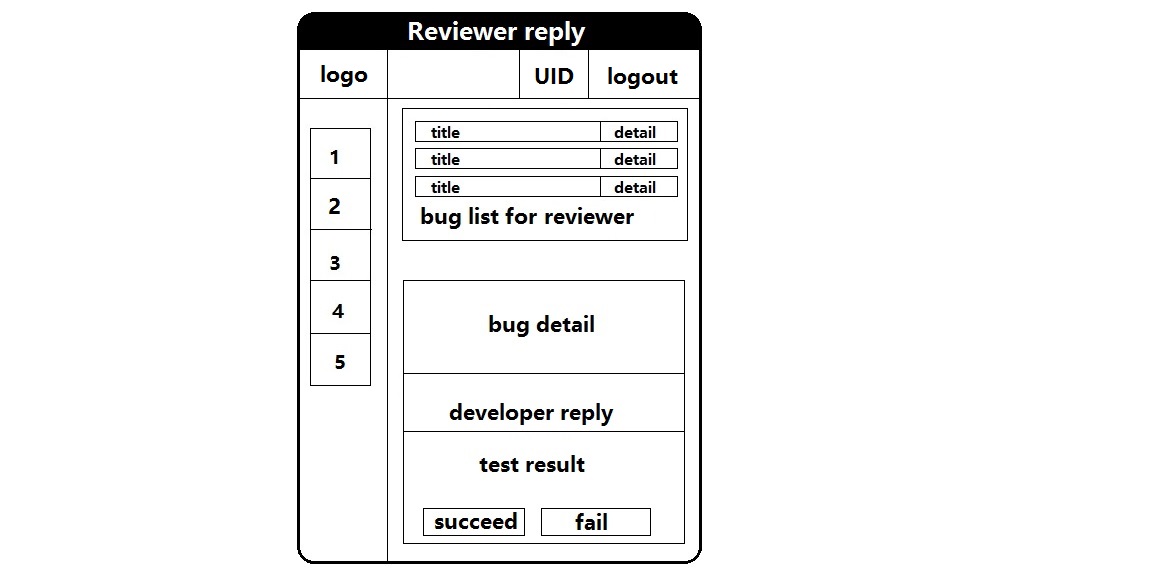 Reviewer reply
logo
UID
logout
title
detail
title
detail
title
detail
bug list for reviewer
1
2
3
4
5
bug detail
developer reply
test result
succeed
fail